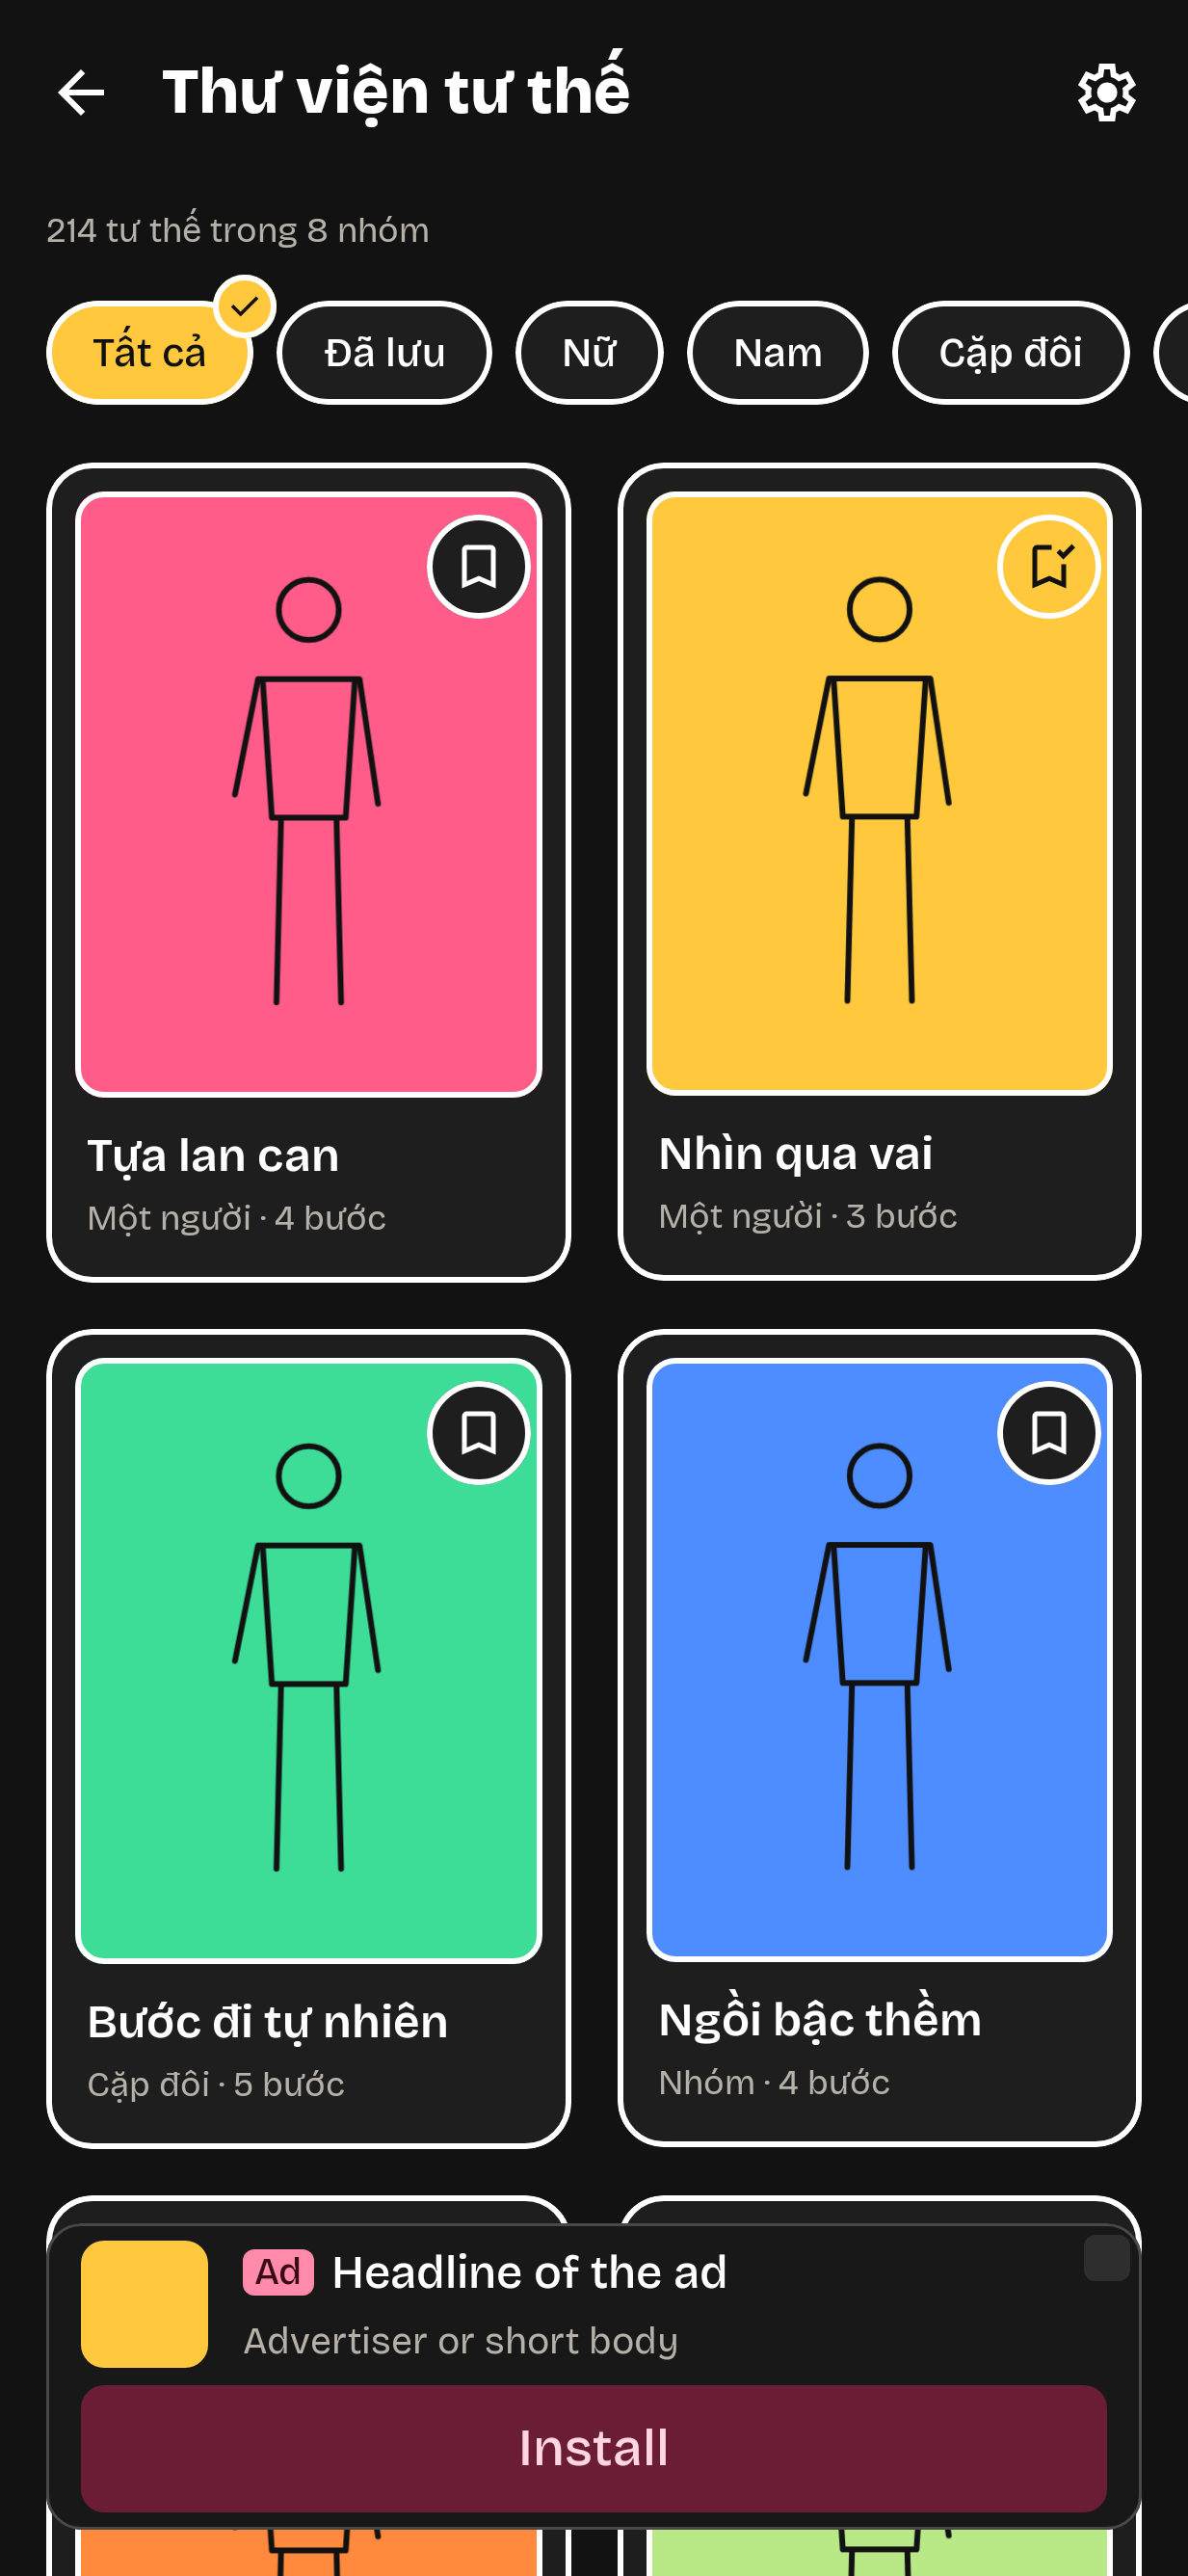 Thư viện tư thế
214 tư thế trong 8 nhóm
Tất cả
Đã lưu
Nữ
Nam
Cặp đôi
Tựa lan can
Một người · 4 bước
Nhìn qua vai
Một người · 3 bước
Bước đi tự nhiên
Cặp đôi · 5 bước
Ngồi bậc thềm
Nhóm · 4 bước
Ad Headline of the ad
Advertiser or short body
Install